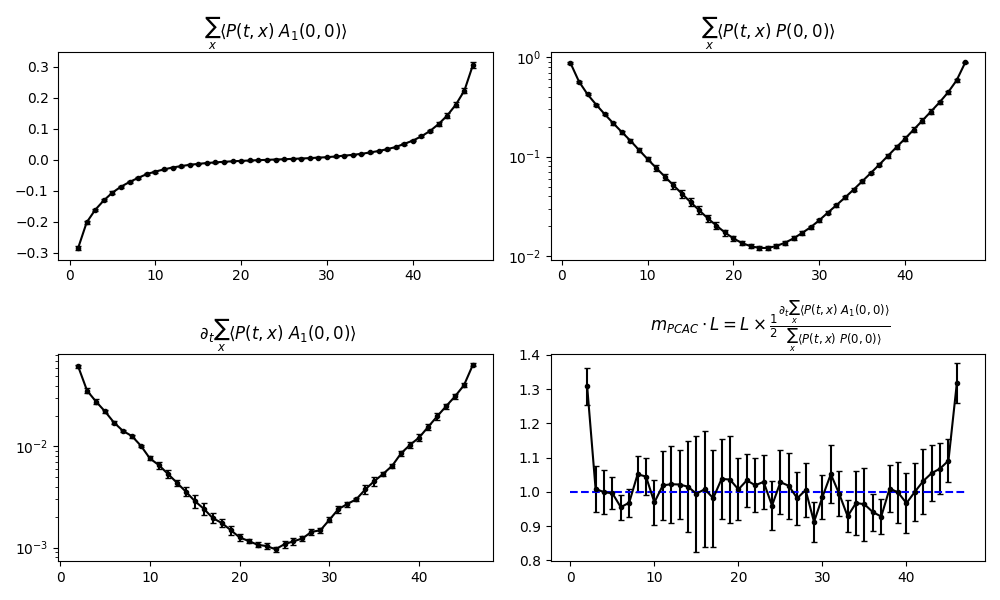 ∑ₓ⟨P(t, x) A₁(0, 0)⟩
0.3
0.2
0.1
0.0
−0.1
−0.2
−0.3
0 10 20 30 40
∑ₓ⟨P(t, x) P(0, 0)⟩
10⁰
10⁻¹
10⁻²
0 10 20 30 40
∂ₜ∑ₓ⟨P(t, x) A₁(0, 0)⟩
10⁻²
10⁻³
0 10 20 30 40
m_PCAC · L = L × 1/2 ∂ₜ∑ₓ⟨P(t, x) A₁(0, 0)⟩ / ∑ₓ⟨P(t, x) P(0, 0)⟩
1.4
1.3
1.2
1.1
1.0
0.9
0.8
0 10 20 30 40